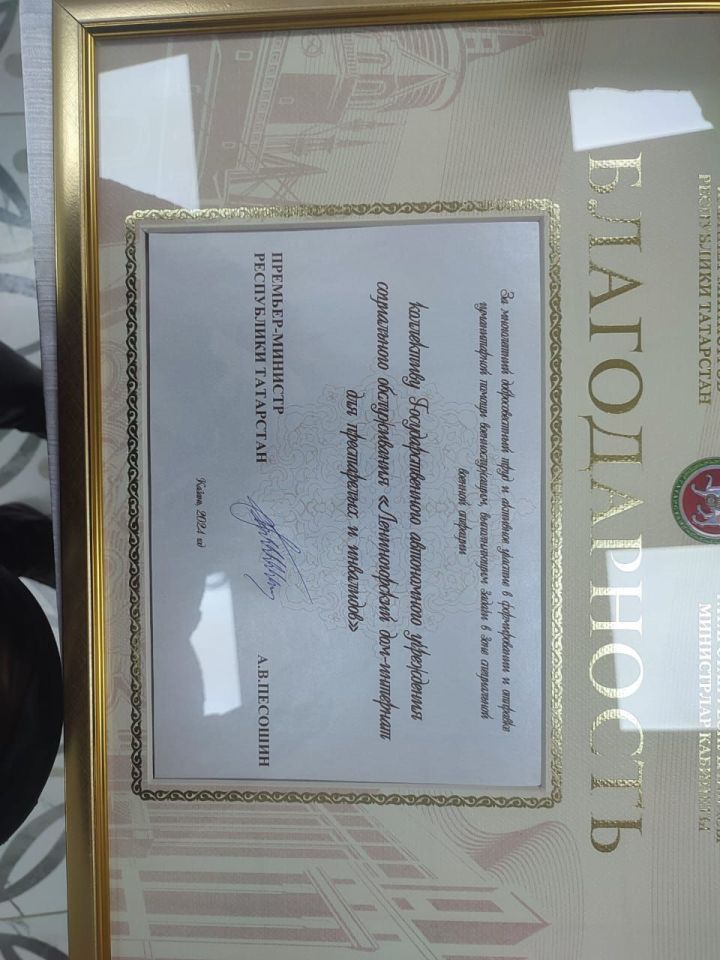 РЕСПУБЛИКИ ТАТАРСТАН
МИНИСТРЛАР КАБИНЕТЫ
БЛАГОДАРНОСТЬ
За многолетний добросовестный труд и активное участие в формировании и отправке
гуманитарной помощи военнослужащим, выполняющим задачи в зоне специальной
военной операции
коллективу Государственного автономного учреждения
социального обслуживания «Лениногорский дом-интернат
для престарелых и инвалидов»
ПРЕМЬЕР-МИНИСТР
РЕСПУБЛИКИ ТАТАРСТАН
А.В.ПЕСОШИН
Казань, 2024 год